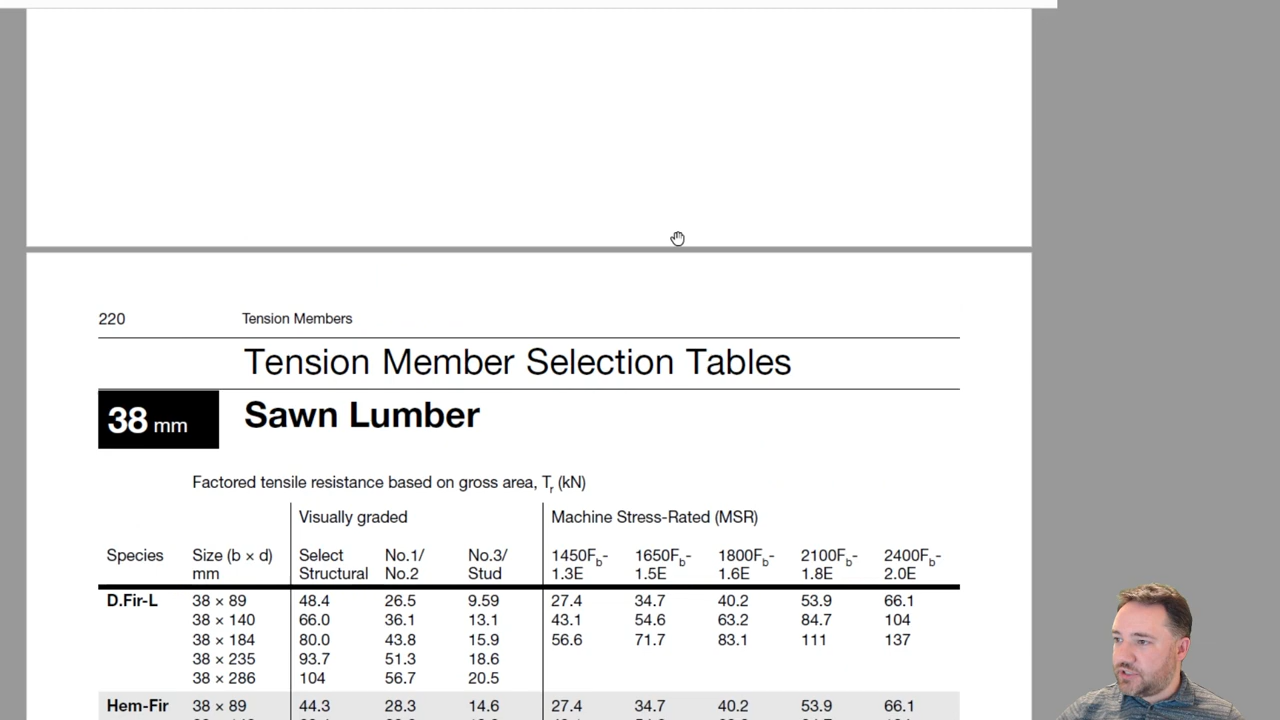 220 Tension Members
Tension Member Selection Tables
38 mm Sawn Lumber
Factored tensile resistance based on gross area, Tr (kN)
Visually graded Machine Stress-Rated (MSR)
Species Size (b × d) Select No.1/ No.3/ 1450Fb- 1650Fb- 1800Fb- 2100Fb- 2400Fb-
mm Structural No.2 Stud 1.3E 1.5E 1.6E 1.8E 2.0E
D.Fir-L 38 × 89 48.4 26.5 9.59 27.4 34.7 40.2 53.9 66.1
38 × 140 66.0 36.1 13.1 43.1 54.6 63.2 84.7 104
38 × 184 80.0 43.8 15.9 56.6 71.7 83.1 111 137
38 × 235 93.7 51.3 18.6
38 × 286 104 56.7 20.5
Hem-Fir 38 × 89 44.3 28.3 14.6 27.4 34.7 40.2 53.9 66.1